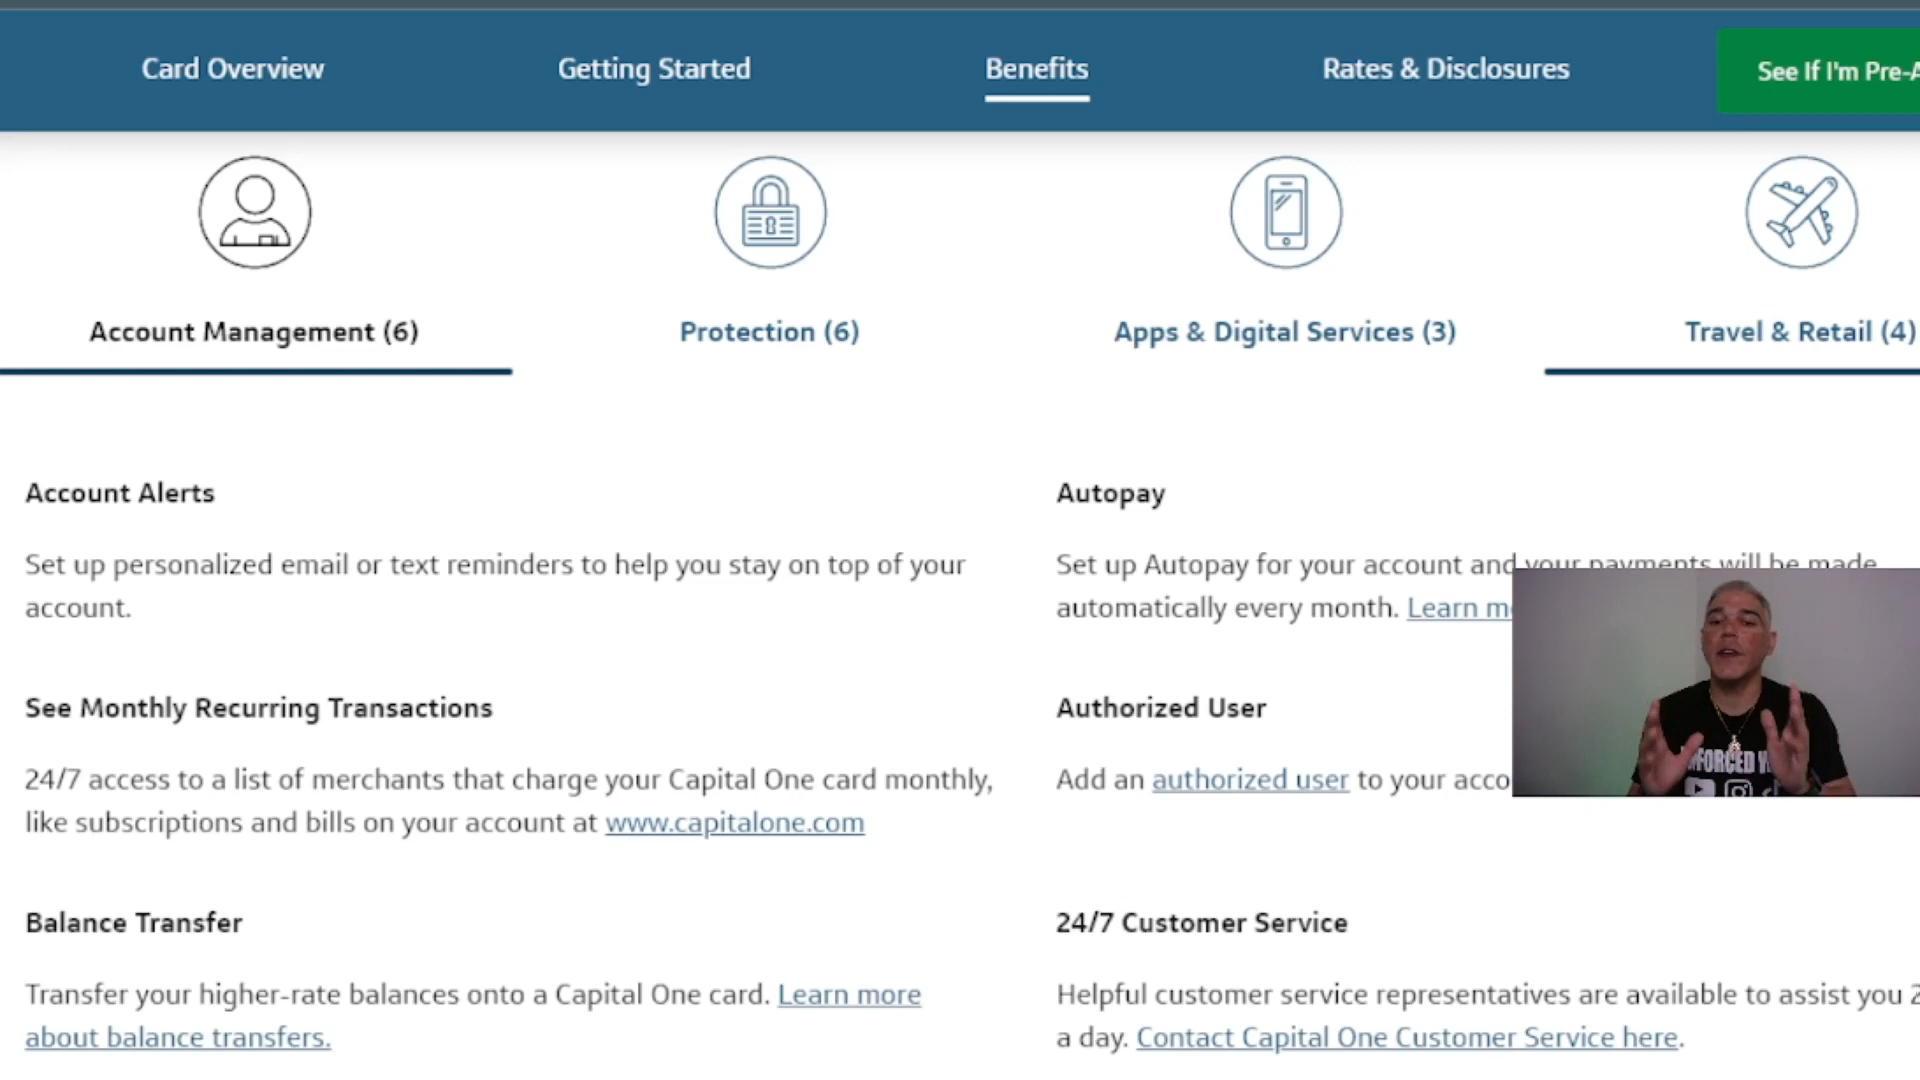 Card Overview
Getting Started
Benefits
Rates & Disclosures
See If I'm Pre-
Account Management (6)
Protection (6)
Apps & Digital Services (3)
Travel & Retail (4)
Account Alerts
Set up personalized email or text reminders to help you stay on top of your
account.
Autopay
Set up Autopay for your account and your payments will be made
automatically every month. Learn
See Monthly Recurring Transactions
24/7 access to a list of merchants that charge your Capital One card monthly,
like subscriptions and bills on your account at www.capitalone.com
Authorized User
Add an authorized user to your
Balance Transfer
Transfer your higher-rate balances onto a Capital One card. Learn more
about balance transfers.
24/7 Customer Service
Helpful customer service representatives are available to assist you
a day. Contact Capital One Customer Service here.